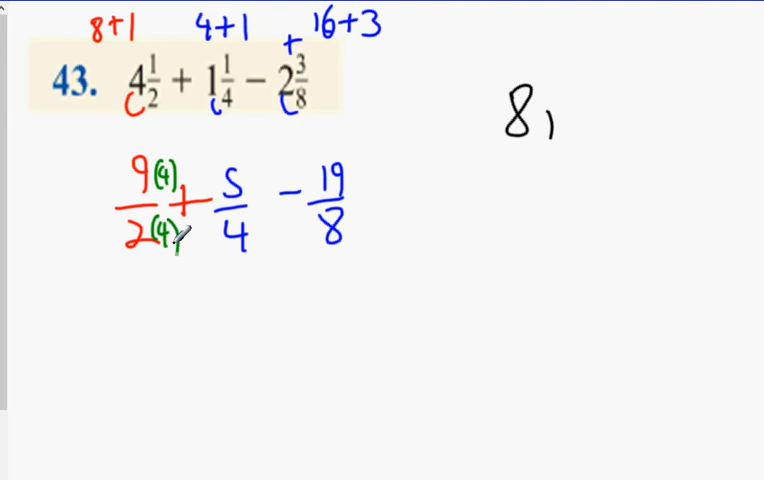 8+1 4+1 16+3
43. 4 1/2 + 1 1/4 − 2 3/8 +
9(4)/2(4) + 5/4 − 19/8
8,